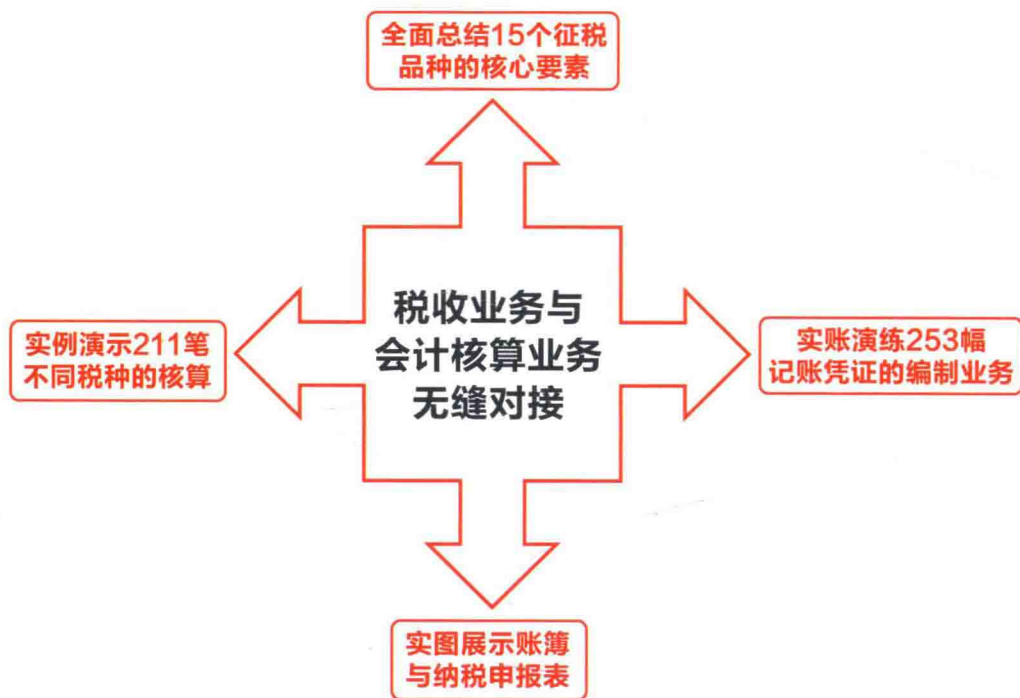 全面总结15个征税
品种的核心要素
税收业务与
会计核算业务
无缝对接
实例演示211笔
不同税种的核算
实账演练253幅
记账凭证的编制业务
实图展示账簿
与纳税申报表